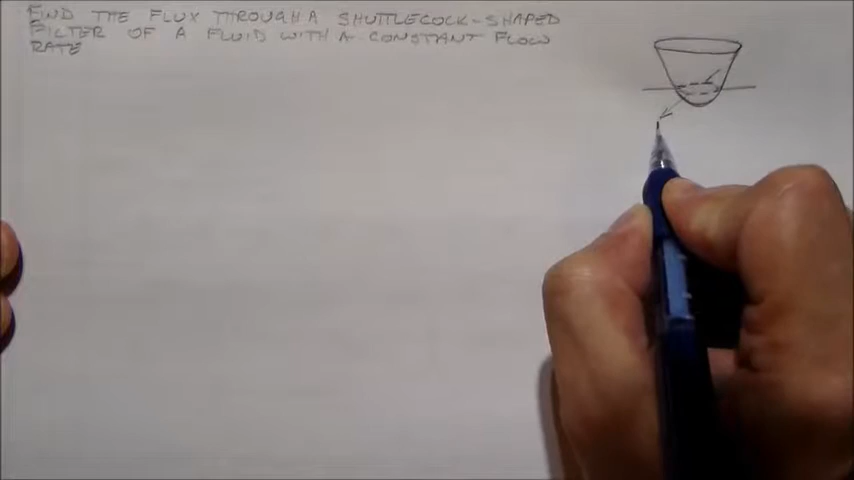 FIND THE FLUX THROUGH A SHUTTLECOCK-SHAPED
FILTER OF A FLUID WITH A CONSTANT FLOW
RATE